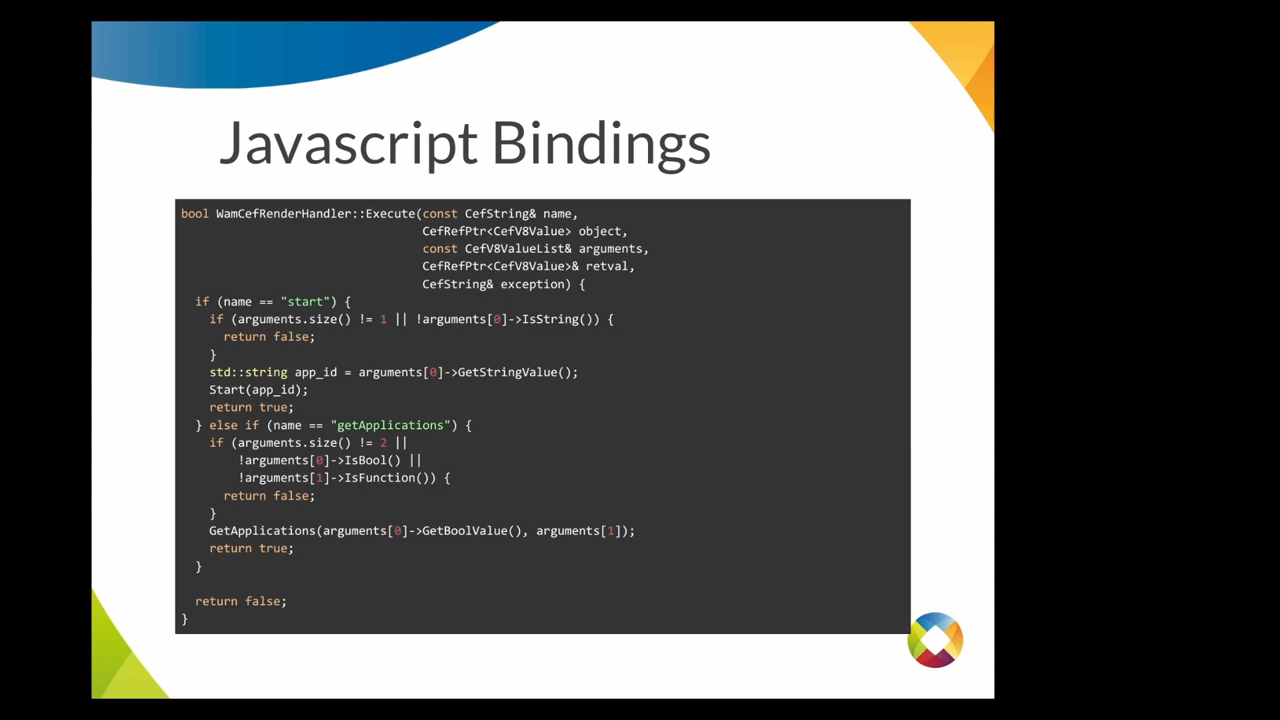 Javascript Bindings
bool WamCefRenderHandler::Execute(const CefString& name,
                                  CefRefPtr<CefV8Value> object,
                                  const CefV8ValueList& arguments,
                                  CefRefPtr<CefV8Value>& retval,
                                  CefString& exception) {
  if (name == "start") {
    if (arguments.size() != 1 || !arguments[0]->IsString()) {
      return false;
    }
    std::string app_id = arguments[0]->GetStringValue();
    Start(app_id);
    return true;
  } else if (name == "getApplications") {
    if (arguments.size() != 2 ||
        !arguments[0]->IsBool() ||
        !arguments[1]->IsFunction()) {
      return false;
    }
    GetApplications(arguments[0]->GetBoolValue(), arguments[1]);
    return true;
  }

  return false;
}